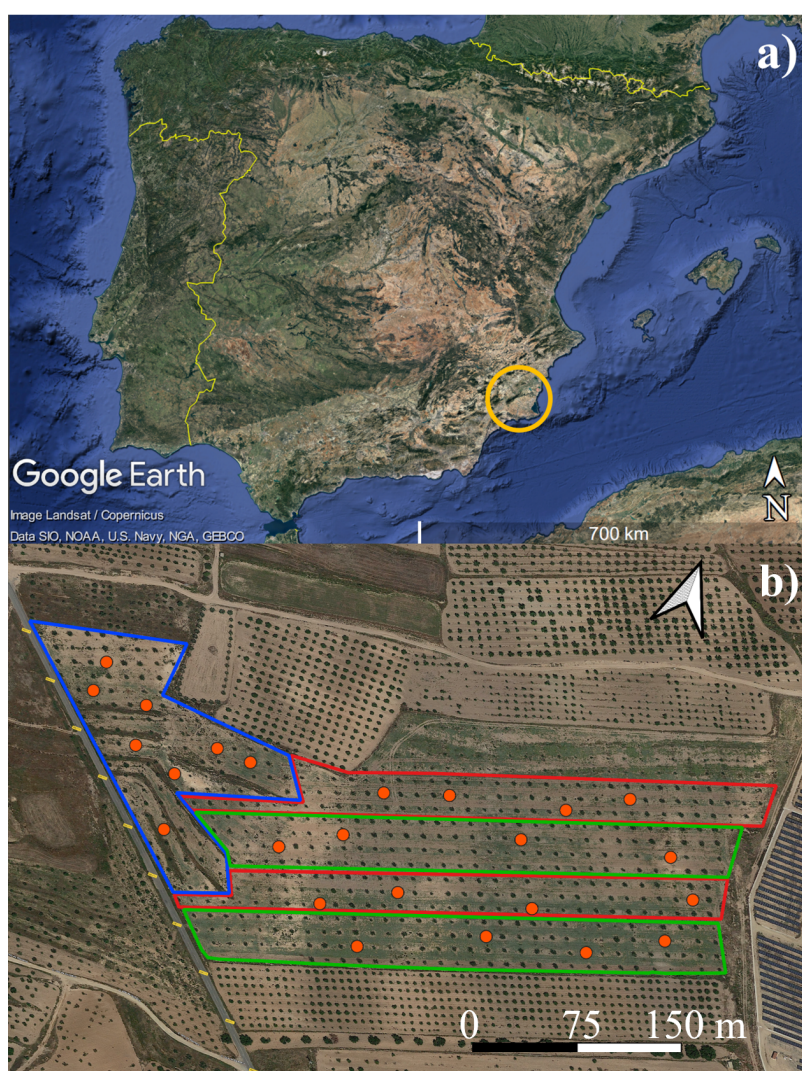 a)
Google Earth
Image Landsat / Copernicus
Data SIO, NOAA, U.S. Navy, NGA, GEBCO
N
700 km
b)
0 75 150 m